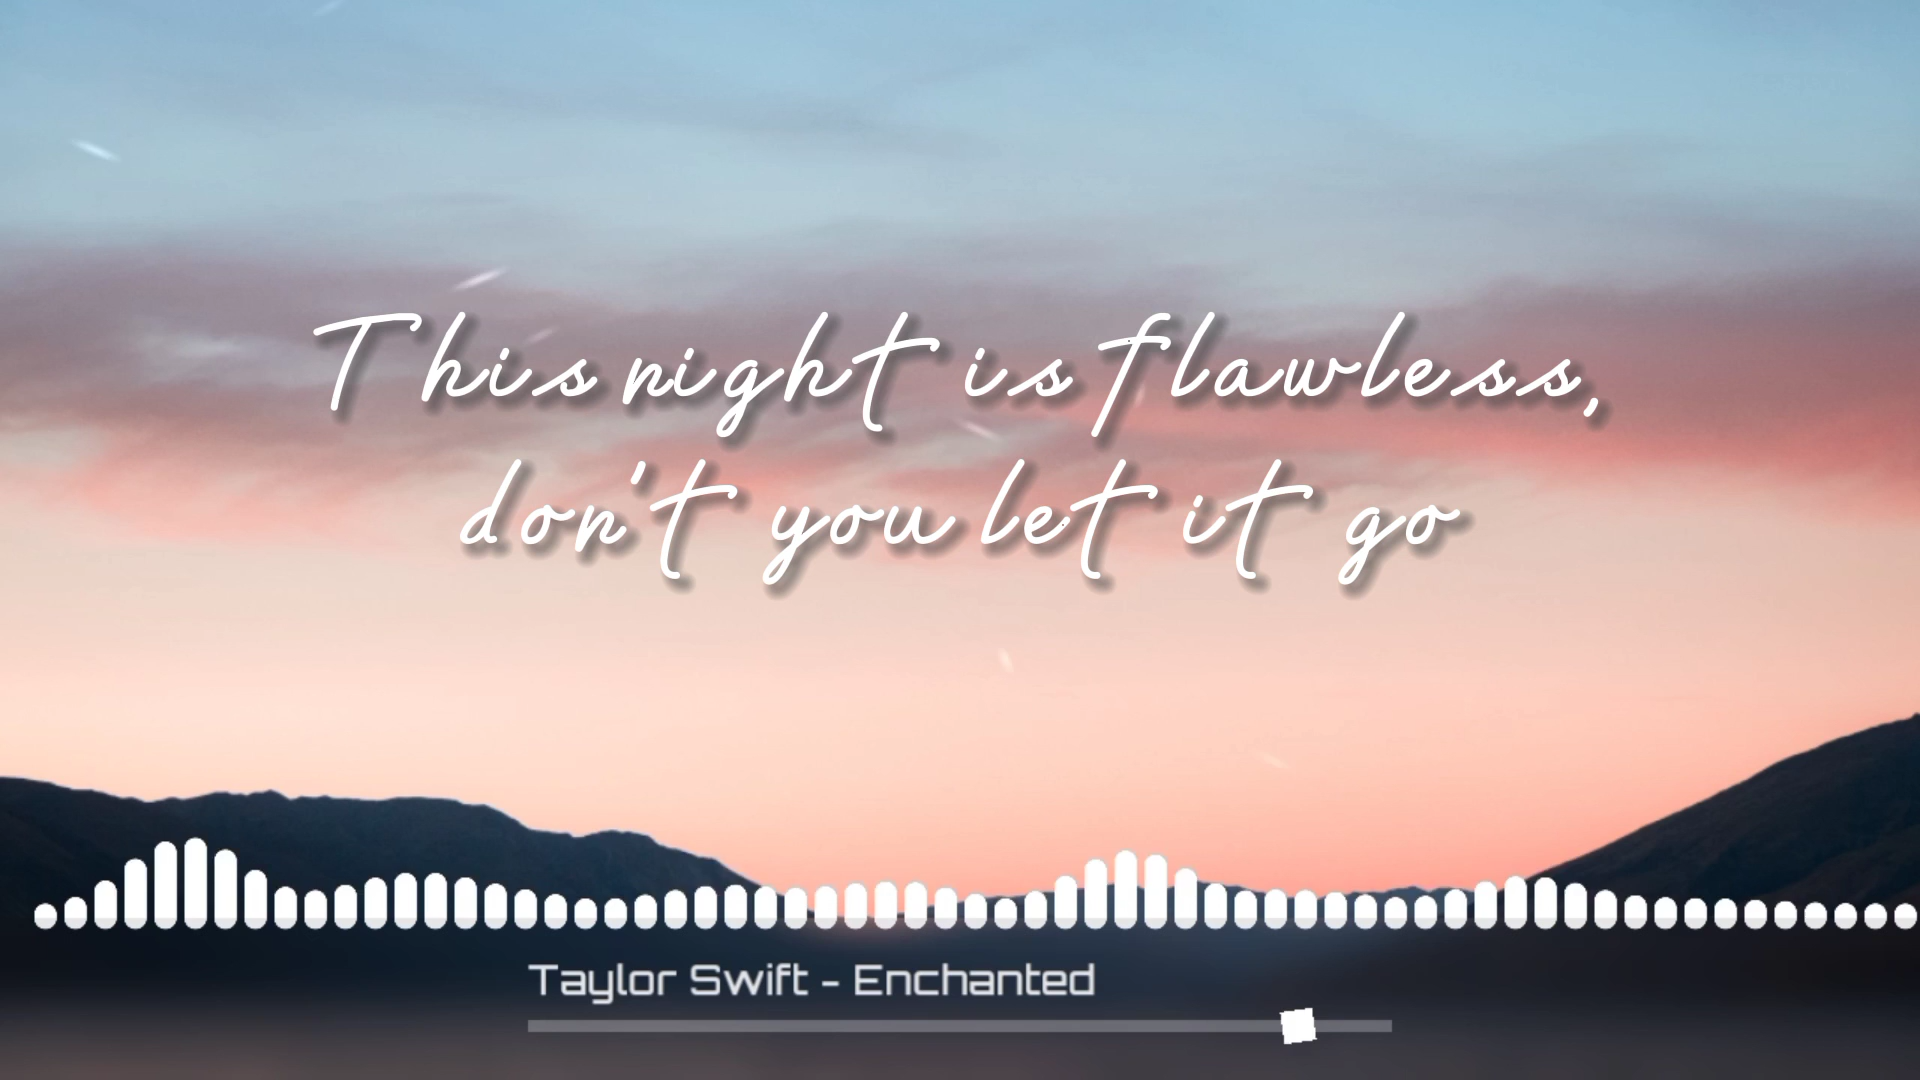 This night is flawless,
don't you let it go
Taylor Swift - Enchanted